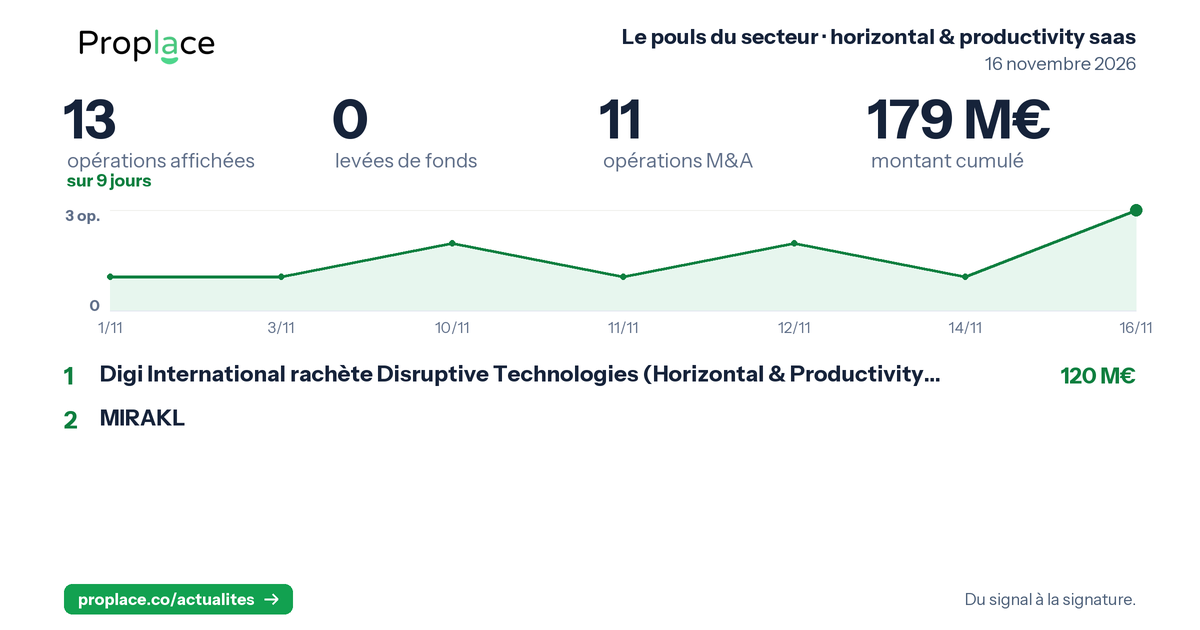 Proplace
Le pouls du secteur · horizontal & productivity saas
16 novembre 2026
13
opérations affichées
sur 9 jours
0
levées de fonds
11
opérations M&A
179 M€
montant cumulé
3 op.
0
1/11
3/11
10/11
11/11
12/11
14/11
16/11
1 Digi International rachète Disruptive Technologies (Horizontal & Productivity... 120 M€
2 MIRAKL
proplace.co/actualites →
Du signal à la signature.